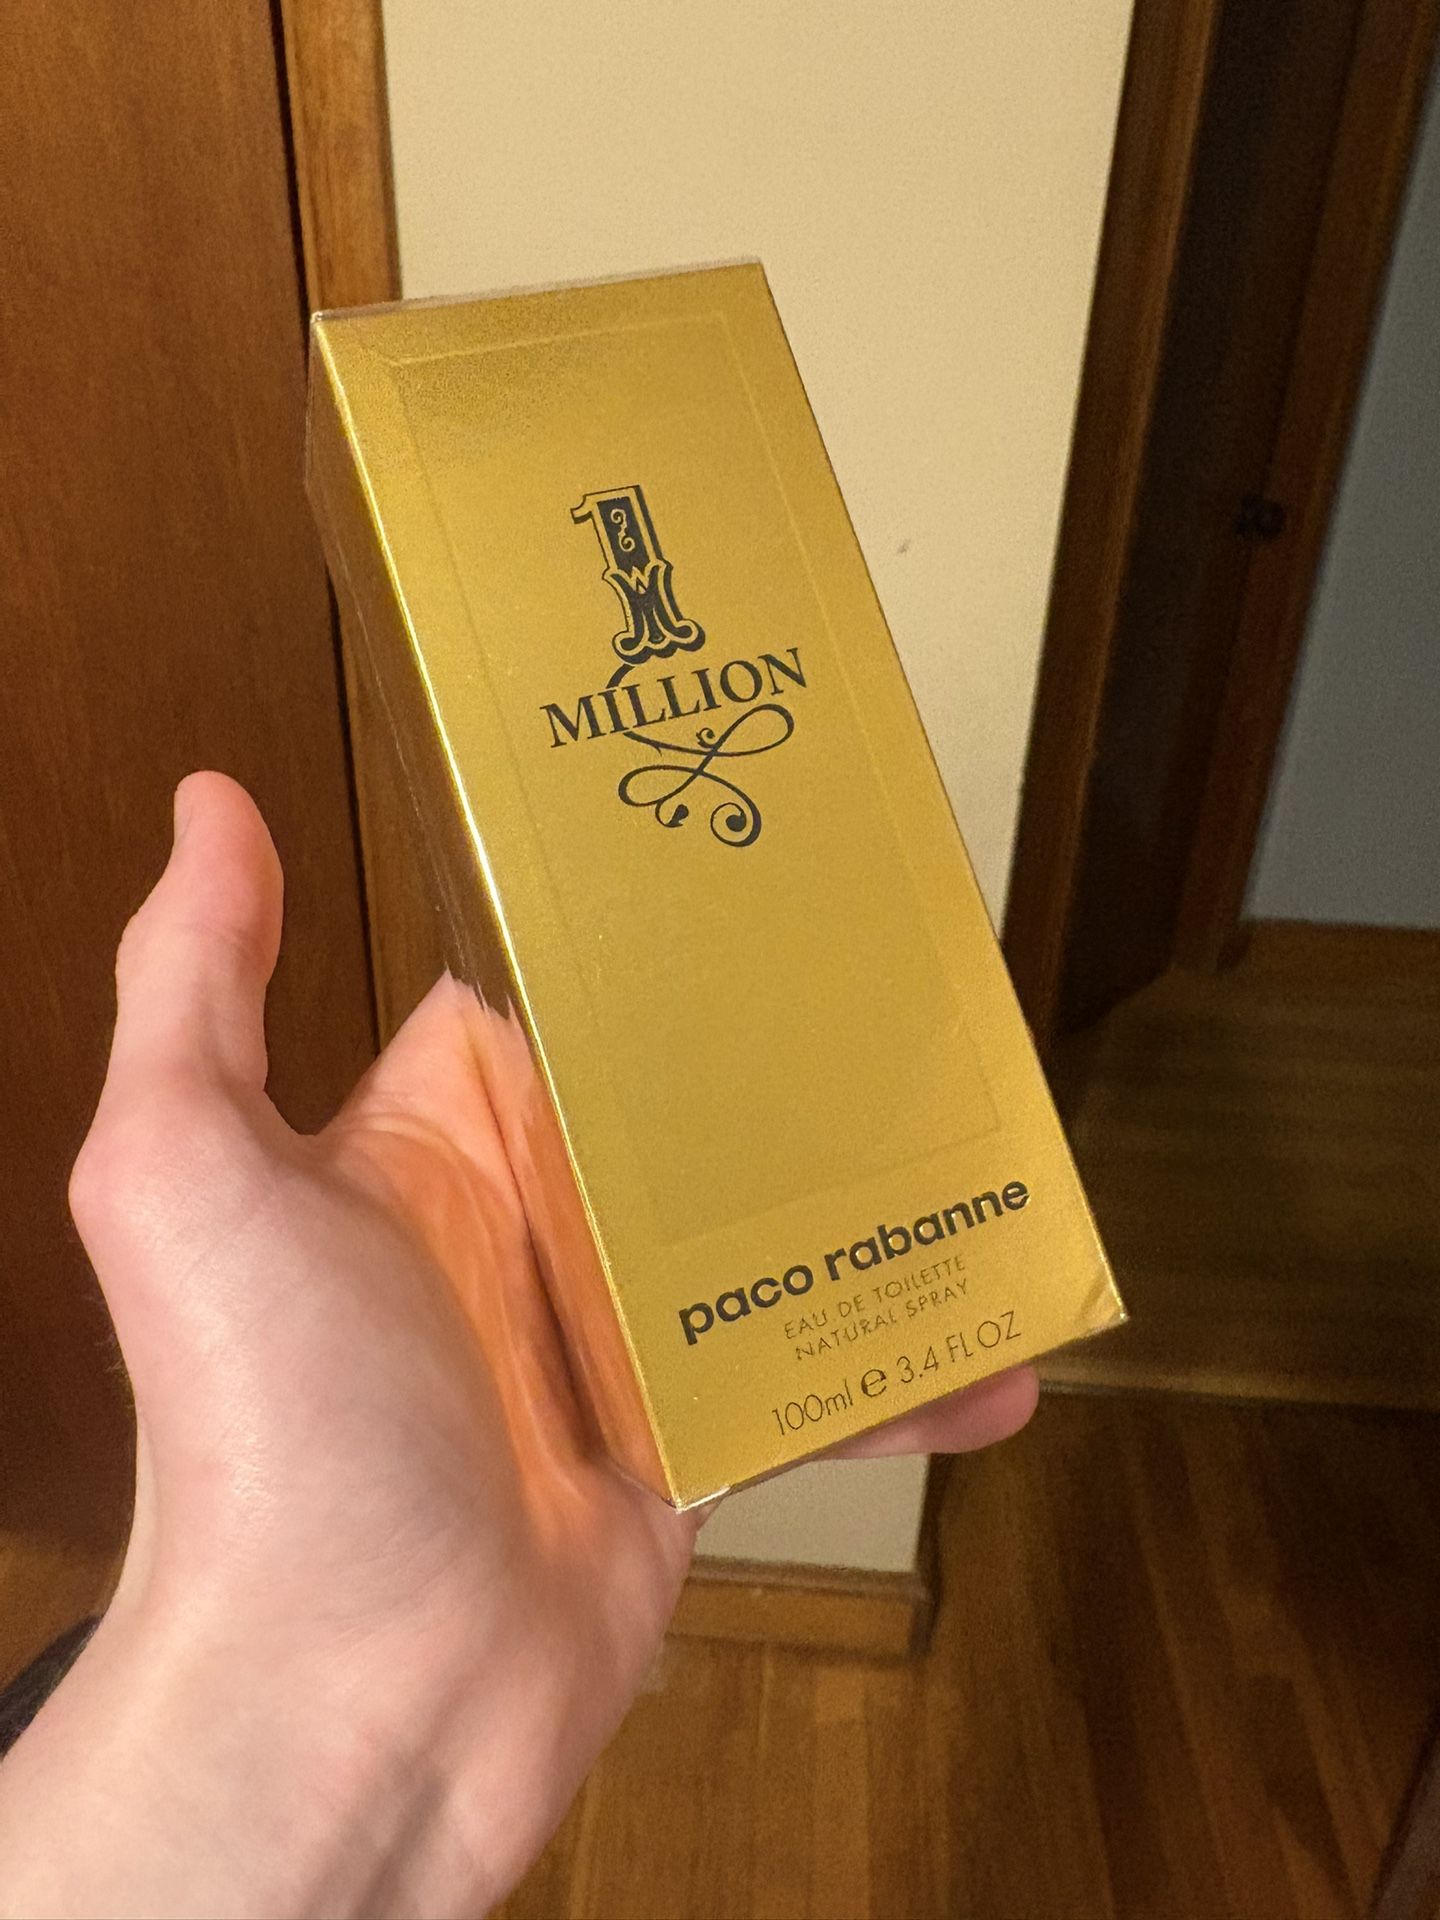 1
MILLION
paco rabanne
EAU DE TOILETTE
NATURAL SPRAY
100ml e 3.4 FL OZ